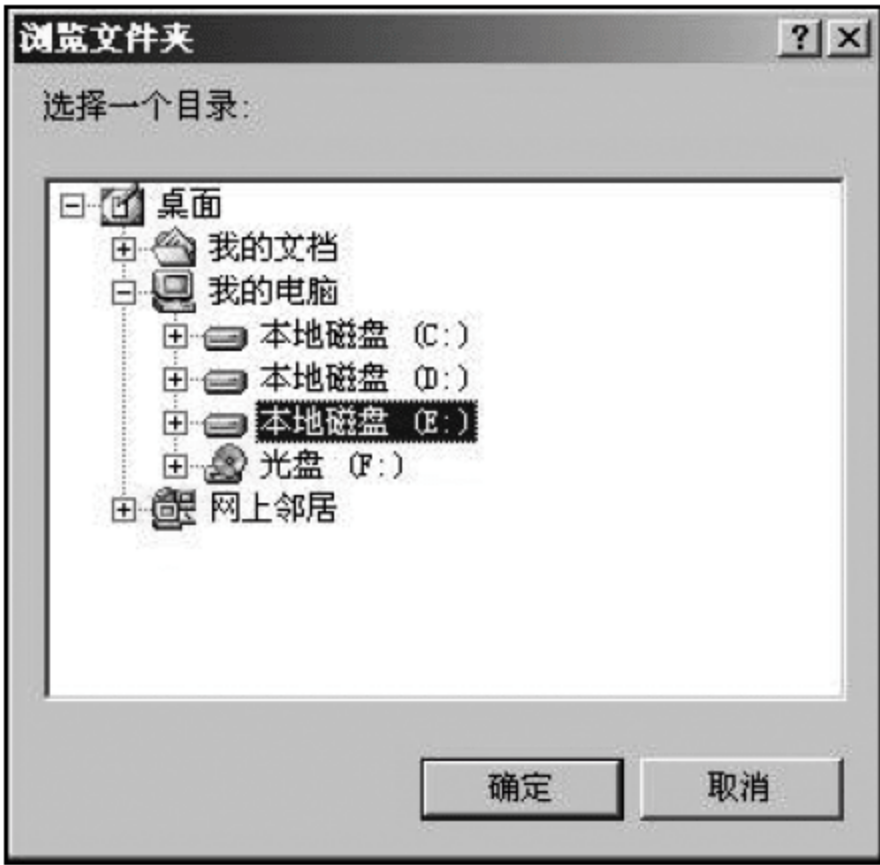 浏览文件夹
选择一个目录:
桌面
我的文档
我的电脑
本地磁盘 (C:)
本地磁盘 (D:)
本地磁盘 (E:)
光盘 (F:)
网上邻居
确定 取消